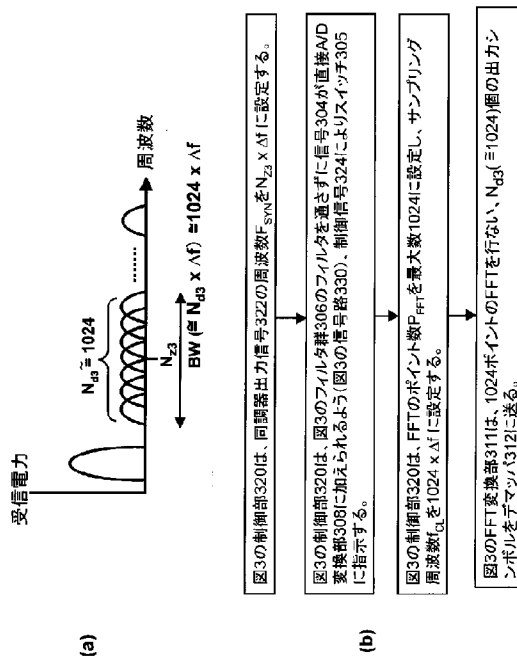 (a)
受信電力
周波数
N_d3 ≅ 1024
........
N_Z3
BW (≅ N_d3 x Δf) ≅ 1024 x Δf
(b)
図3の制御部320は、同調器出力信号322の周波数F_SYNをN_Z3 x Δf に設定する。
図3の制御部320は、図3のフィルタ群306のフィルタを通さずに信号304が直接A/D
変換部308に加えられるよう(図3の信号路330)、制御信号324によりスイッチ305
に指示する。
図3の制御部320は、FFTのポイント数P_FFTを最大数1024に設定し、サンプリング
周波数f_CLを1024 x Δf に設定する。
図3のFFT変換部311は、1024ポイントのFFTを行ない、N_d3(≅1024)個の出力シ
ンボルをデマッパ312に送る。